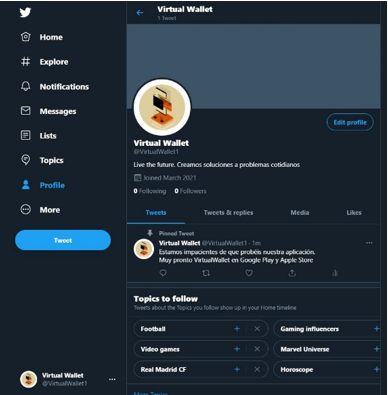 Virtual Wallet
1 Tweet
Home
Explore
Notifications
Messages
Lists
Topics
Profile
More
Tweet
Virtual Wallet
@VirtualWallet1
Edit profile
Virtual Wallet
@VirtualWallet1
Live the future. Creamos soluciones a problemas cotidianos
Joined March 2021
0 Following 0 Followers
Tweets Tweets & replies Media Likes
Pinned Tweet
Virtual Wallet @VirtualWallet1 · 1m
Estamos impacientes de que probéis nuestra aplicación.
Muy pronto VirtualWallet en Google Play y Apple Store
Topics to follow
Tweets about the Topics you follow show up in your Home timeline
Football Gaming influencers
Video games Marvel Universe
Real Madrid CF Horoscope
More Topics